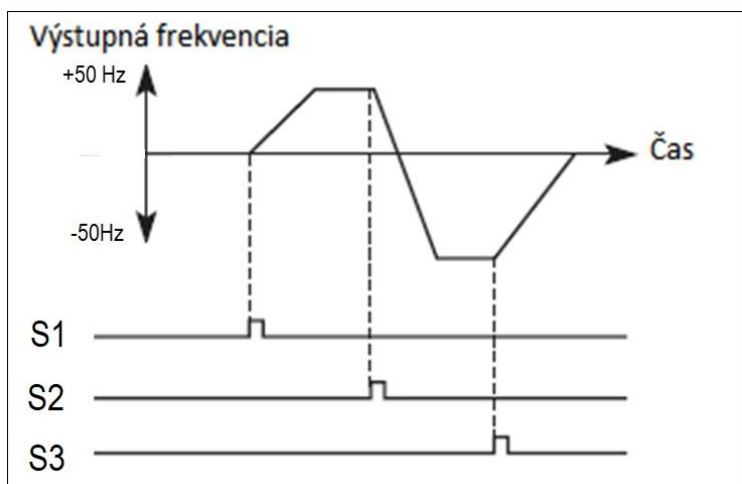 Výstupná frekvencia
+50 Hz
Čas
-50Hz
S1
S2
S3